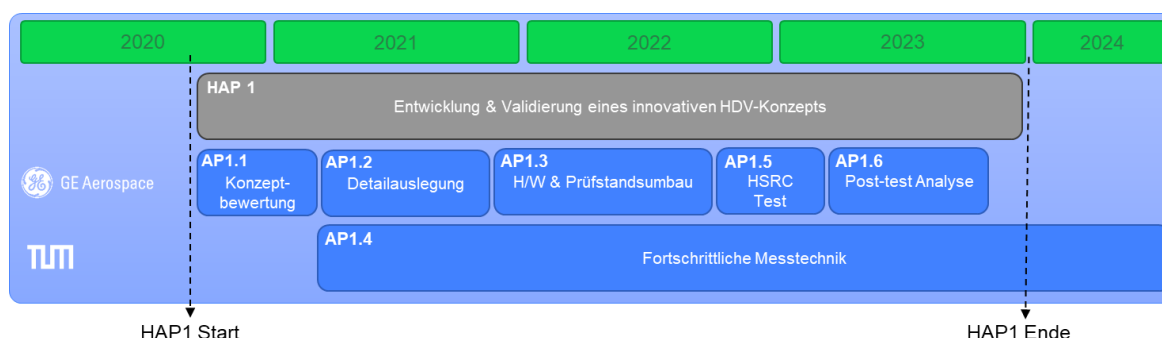 2020 2021 2022 2023 2024
HAP 1
Entwicklung & Validierung eines innovativen HDV-Konzepts
GE Aerospace
AP1.1
Konzept-
bewertung
AP1.2
Detailauslegung
AP1.3
H/W & Prüfstandsumbau
AP1.5
HSRC
Test
AP1.6
Post-test Analyse
TUM
AP1.4
Fortschrittliche Messtechnik
HAP1 Start
HAP1 Ende